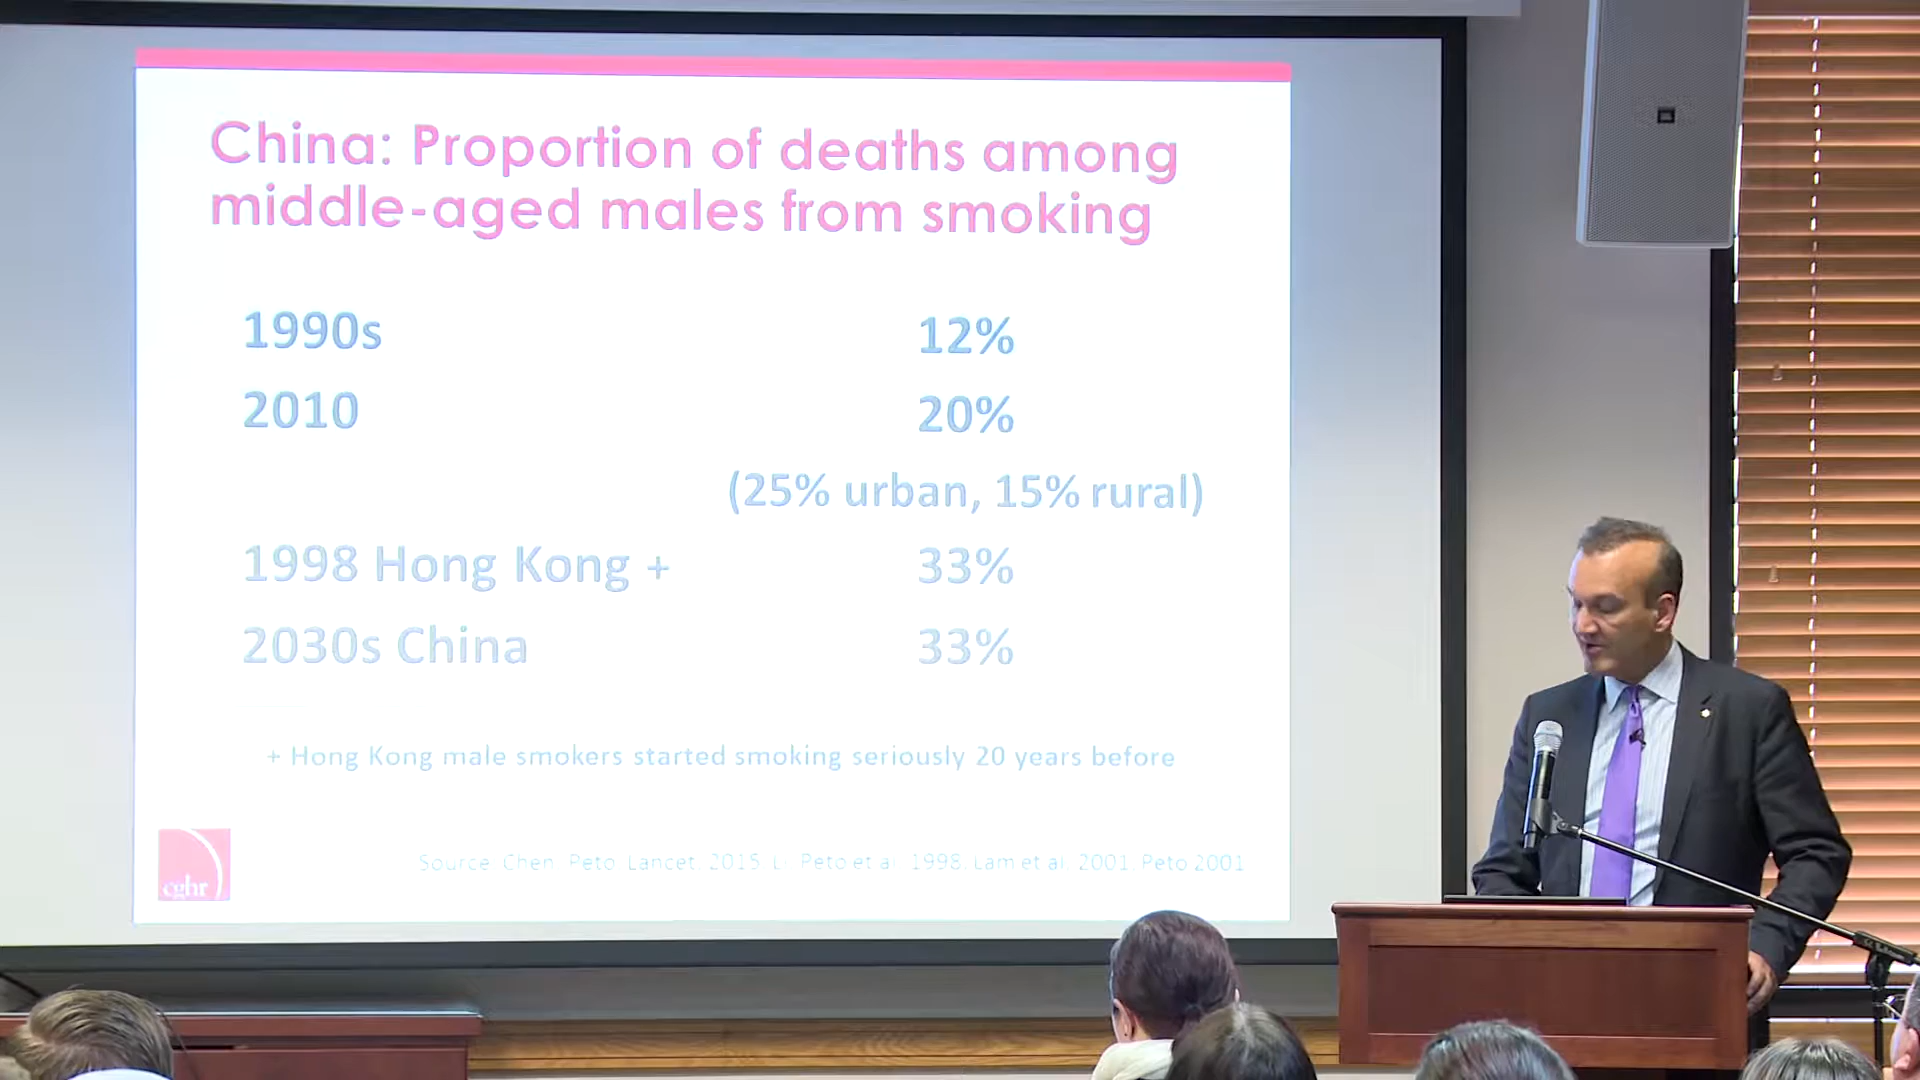 China: Proportion of deaths among
middle-aged males from smoking
1990s 12%
2010 20%
(25% urban, 15% rural)
1998 Hong Kong + 33%
2030s China 33%
+ Hong Kong male smokers started smoking seriously 20 years before
cghr
Source: Chen, Peto, Lancet, 2015, Peto et al, 1998, Lam et al, 2001, Peto 2001